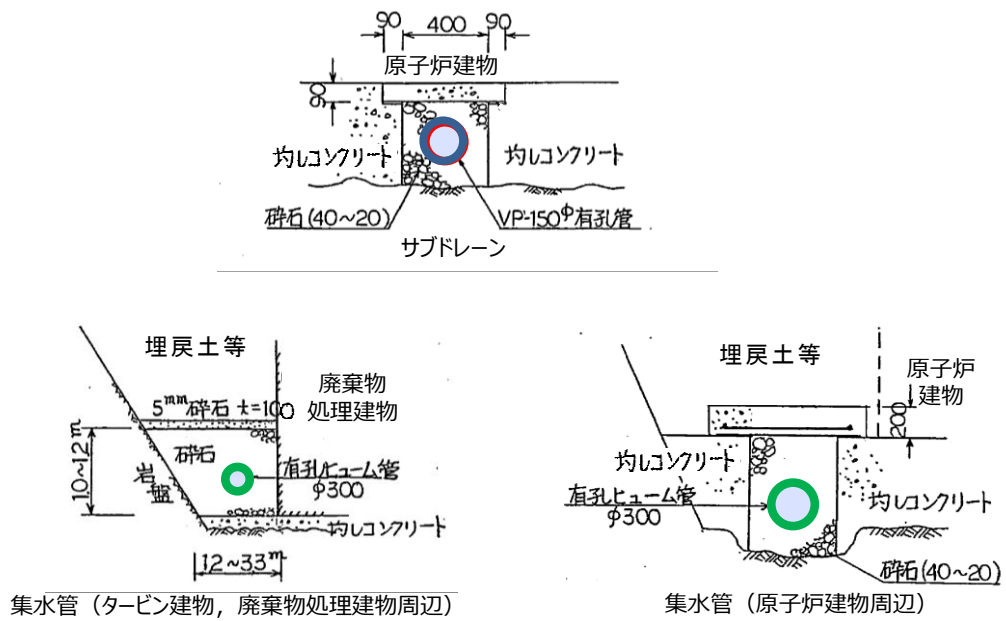 90 400 90
原子炉建物
90
均しコンクリート
均しコンクリート
砕石(40~20)
VP-150φ有孔管
サブドレーン
埋戻土等
廃棄物
処理建物
5mm砕石 t=100
10~12m
砕石
岩盤
有孔ヒューム管
φ300
均しコンクリート
12~33m
集水管（タービン建物，廃棄物処理建物周辺）
埋戻土等
原子炉
建物
200
均しコンクリート
有孔ヒューム管
φ300
均しコンクリート
砕石(40~20)
集水管（原子炉建物周辺）